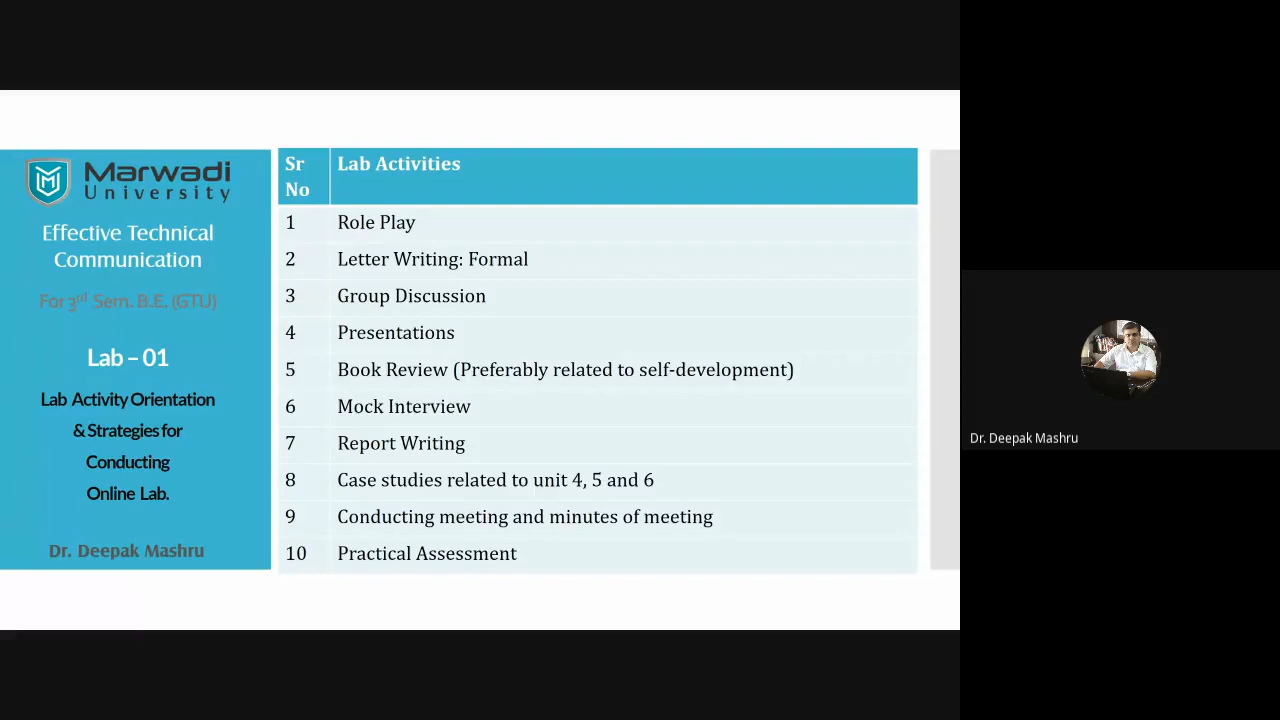 Marwadi
University
Effective Technical
Communication
For 3rd Sem. B.E. (GTU)
Lab – 01
Lab Activity Orientation
& Strategies for
Conducting
Online Lab.
Dr. Deepak Mashru
Sr No Lab Activities
1 Role Play
2 Letter Writing: Formal
3 Group Discussion
4 Presentations
5 Book Review (Preferably related to self-development)
6 Mock Interview
7 Report Writing
8 Case studies related to unit 4, 5 and 6
9 Conducting meeting and minutes of meeting
10 Practical Assessment
Dr. Deepak Mashru